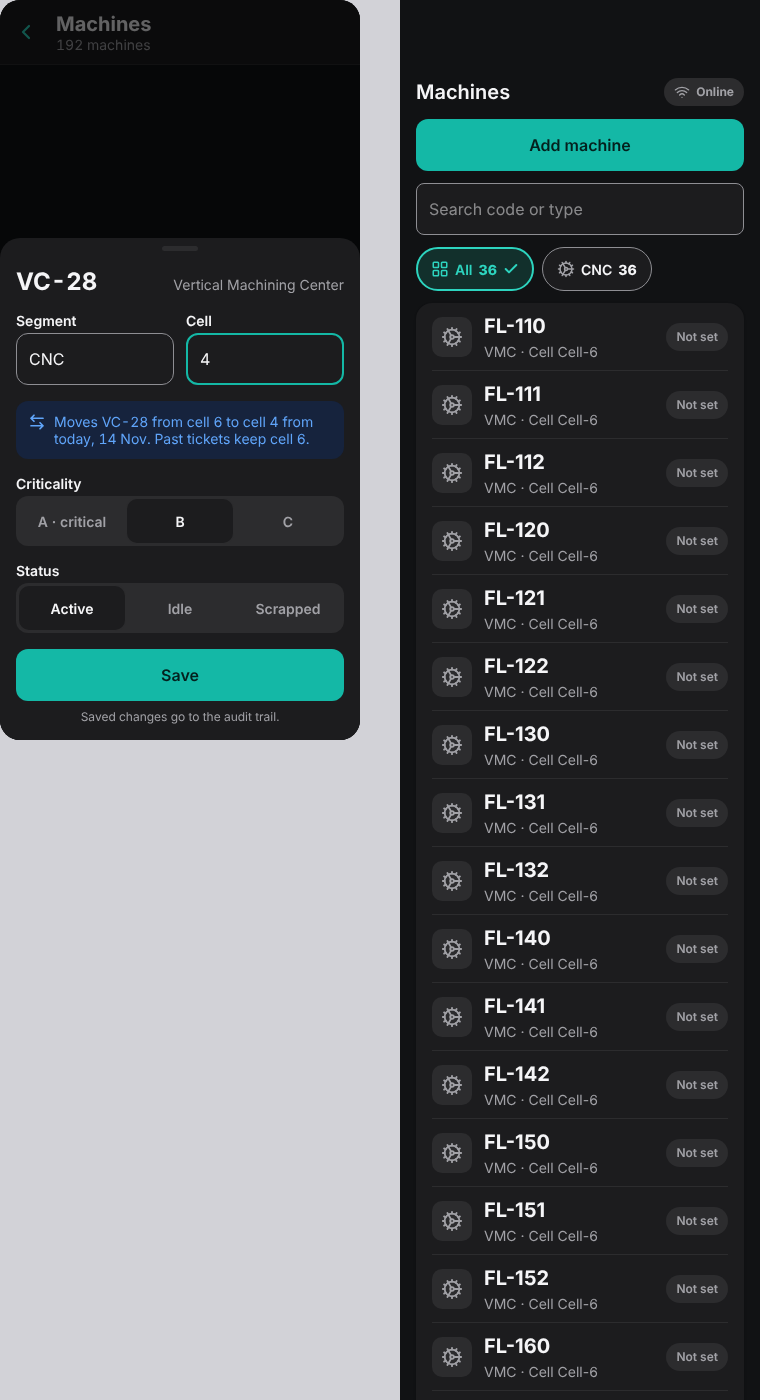 Machines
192 machines
VC-28
Vertical Machining Center
Segment
Cell
CNC
4
Moves VC-28 from cell 6 to cell 4 from
today, 14 Nov. Past tickets keep cell 6.
Criticality
A · critical
B
C
Status
Active
Idle
Scrapped
Save
Saved changes go to the audit trail.
Machines
Online
Add machine
Search code or type
All 36
CNC 36
FL-110
VMC · Cell Cell-6
Not set
FL-111
VMC · Cell Cell-6
Not set
FL-112
VMC · Cell Cell-6
Not set
FL-120
VMC · Cell Cell-6
Not set
FL-121
VMC · Cell Cell-6
Not set
FL-122
VMC · Cell Cell-6
Not set
FL-130
VMC · Cell Cell-6
Not set
FL-131
VMC · Cell Cell-6
Not set
FL-132
VMC · Cell Cell-6
Not set
FL-140
VMC · Cell Cell-6
Not set
FL-141
VMC · Cell Cell-6
Not set
FL-142
VMC · Cell Cell-6
Not set
FL-150
VMC · Cell Cell-6
Not set
FL-151
VMC · Cell Cell-6
Not set
FL-152
VMC · Cell Cell-6
Not set
FL-160
VMC · Cell Cell-6
Not set